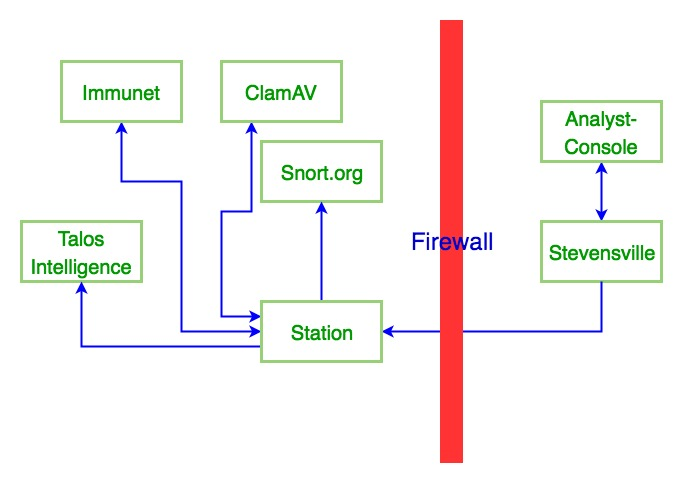 Immunet
ClamAV
Analyst-
Console
Snort.org
Talos
Intelligence
Firewall
Stevensville
Station